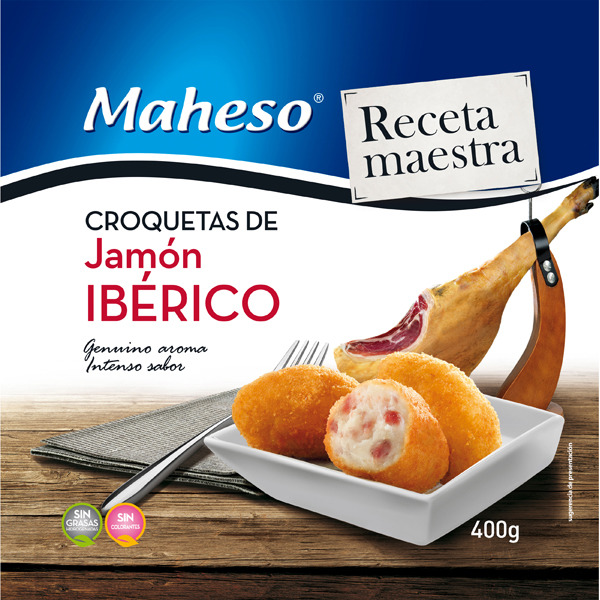 Maheso®
Receta
maestra
CROQUETAS DE
Jamón
IBÉRICO
Genuino aroma
Intenso sabor
SIN
GRASAS
HIDROGENADAS
SIN
COLORANTES
400g
sugerencia de presentación